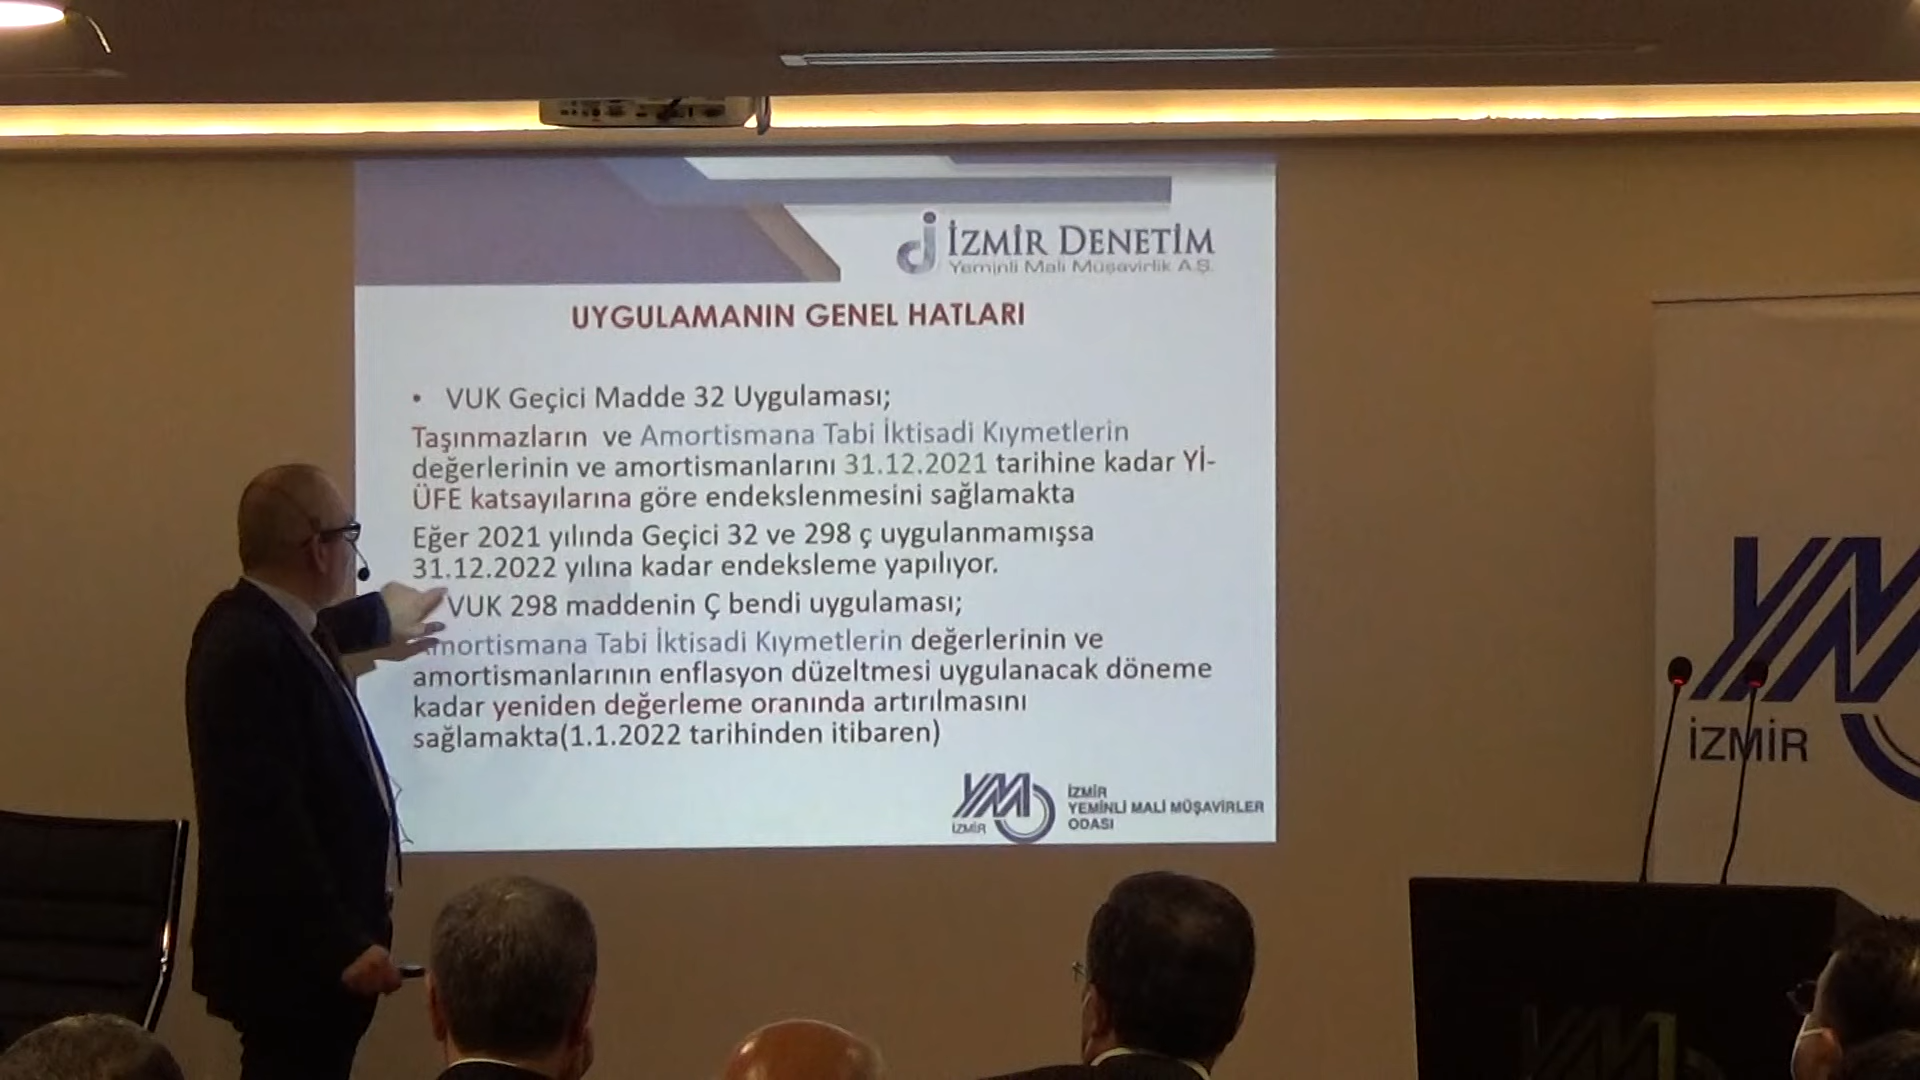 İZMİR DENETİM
Yeminli Mali Müşavirlik A.Ş.
UYGULAMANIN GENEL HATLARI
• VUK Geçici Madde 32 Uygulaması;
Taşınmazların ve Amortismana Tabi İktisadi Kıymetlerin
değerlerinin ve amortismanlarını 31.12.2021 tarihine kadar Yİ-
ÜFE katsayılarına göre endekslenmesini sağlamakta
Eğer 2021 yılında Geçici 32 ve 298 ç uygulanmamışsa
31.12.2022 yılına kadar endeksleme yapılıyor.
VUK 298 maddenin Ç bendi uygulaması;
Amortismana Tabi İktisadi Kıymetlerin değerlerinin ve
amortismanlarının enflasyon düzeltmesi uygulanacak döneme
kadar yeniden değerleme oranında artırılmasını
sağlamakta(1.1.2022 tarihinden itibaren)
YMM
İZMİR
İZMİR
YEMİNLİ MALİ MÜŞAVİRLER
ODASI
İZMİR